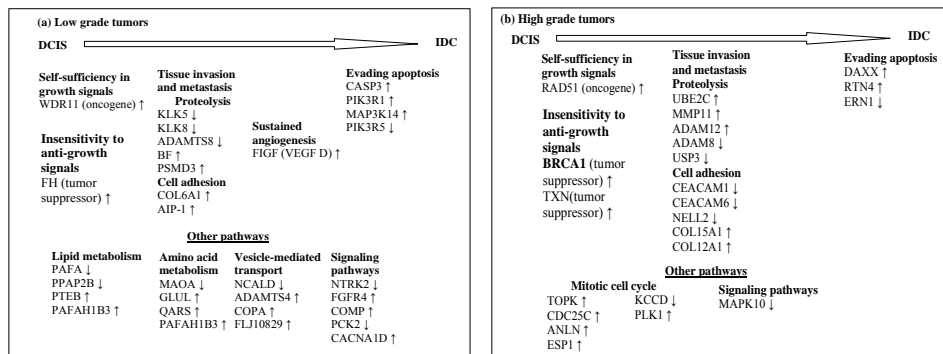 (a) Low grade tumors
DCIS
IDC
Self-sufficiency in
growth signals
WDR11 (oncogene) ↑
Insensitivity to
anti-growth
signals
FH (tumor
suppressor) ↑
Tissue invasion
and metastasis
Proteolysis
KLK5 ↓
KLK8 ↓
ADAMTS8 ↓
BF ↑
PSMD3 ↑
Cell adhesion
COL6A1 ↑
AIP-1 ↑
Sustained
angiogenesis
FIGF (VEGF D) ↑
Evading apoptosis
CASP3 ↑
PIK3R1 ↑
MAP3K14 ↑
PIK3R5 ↓
Other pathways
Lipid metabolism
PAFA ↓
PPAP2B ↓
PTEB ↑
PAFAH1B3 ↑
Amino acid
metabolism
MAOA ↓
GLUL ↑
QARS ↑
PAFAH1B3 ↑
Vesicle-mediated
transport
NCALD ↓
ADAMTS4 ↑
COPA ↑
FLJ10829 ↑
Signaling
pathways
NTRK2 ↓
FGFR4 ↑
COMP ↑
PCK2 ↓
CACNA1D ↑
(b) High grade tumors
DCIS
IDC
Self-sufficiency in
growth signals
RAD51 (oncogene) ↑
Insensitivity to
anti-growth
signals
BRCA1 (tumor
suppressor) ↑
TXN(tumor
suppressor) ↑
Tissue invasion
and metastasis
Proteolysis
UBE2C ↑
MMP11 ↑
ADAM12 ↑
ADAM8 ↓
USP3 ↓
Cell adhesion
CEACAM1 ↓
CEACAM6 ↓
NELL2 ↓
COL15A1 ↑
COL12A1 ↑
Evading apoptosis
DAXX ↑
RTN4 ↑
ERN1 ↓
Other pathways
Mitotic cell cycle
TOPK ↑
CDC25C ↑
ANLN ↑
ESP1 ↑
KCCD ↓
PLK1 ↑
Signaling pathways
MAPK10 ↓